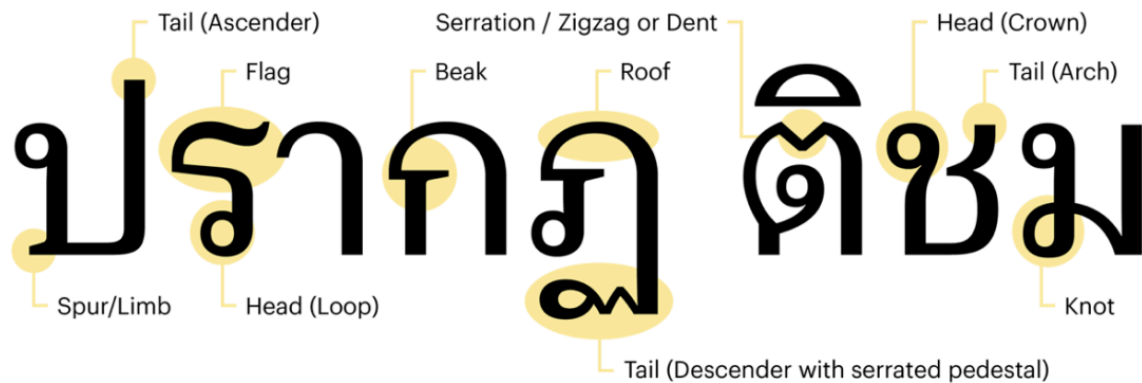 Tail (Ascender) Serration / Zigzag or Dent Head (Crown)
Flag Beak Roof Tail (Arch)
ปรากฏ ติชม
Spur/Limb Head (Loop) Knot
Tail (Descender with serrated pedestal)